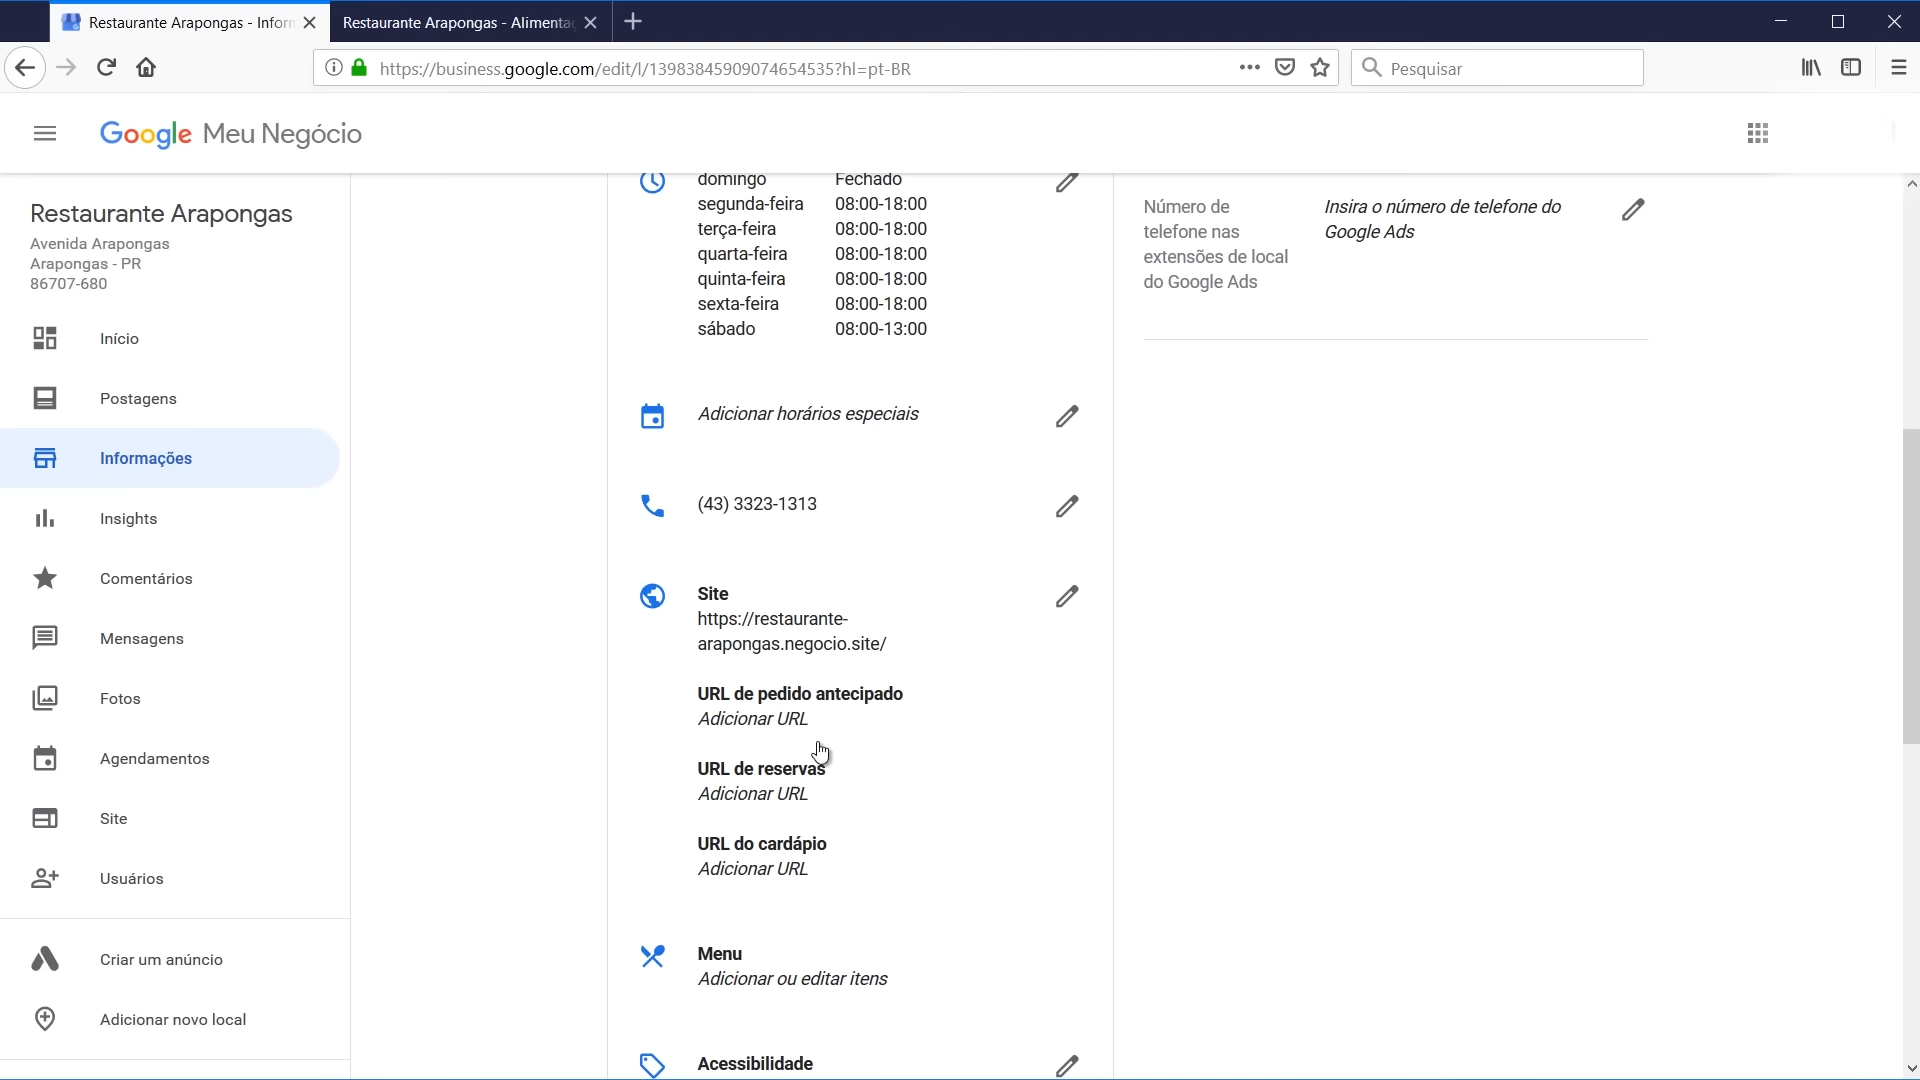 Restaurante Arapongas - Inforn
Restaurante Arapongas - Alimenta
https://business.google.com/edit/l/13983845909074654535?hl=pt-BR
Pesquisar
Google Meu Negócio
Restaurante Arapongas
Avenida Arapongas
Arapongas - PR
86707-680
Início
Postagens
Informações
Insights
Comentários
Mensagens
Fotos
Agendamentos
Site
Usuários
Criar um anúncio
Adicionar novo local
domingo Fechado
segunda-feira 08:00-18:00
terça-feira 08:00-18:00
quarta-feira 08:00-18:00
quinta-feira 08:00-18:00
sexta-feira 08:00-18:00
sábado 08:00-13:00
Adicionar horários especiais
(43) 3323-1313
Site
https://restaurante-
arapongas.negocio.site/
URL de pedido antecipado
Adicionar URL
URL de reservas
Adicionar URL
URL do cardápio
Adicionar URL
Menu
Adicionar ou editar itens
Acessibilidade
Número de
telefone nas
extensões de local
do Google Ads
Insira o número de telefone do
Google Ads